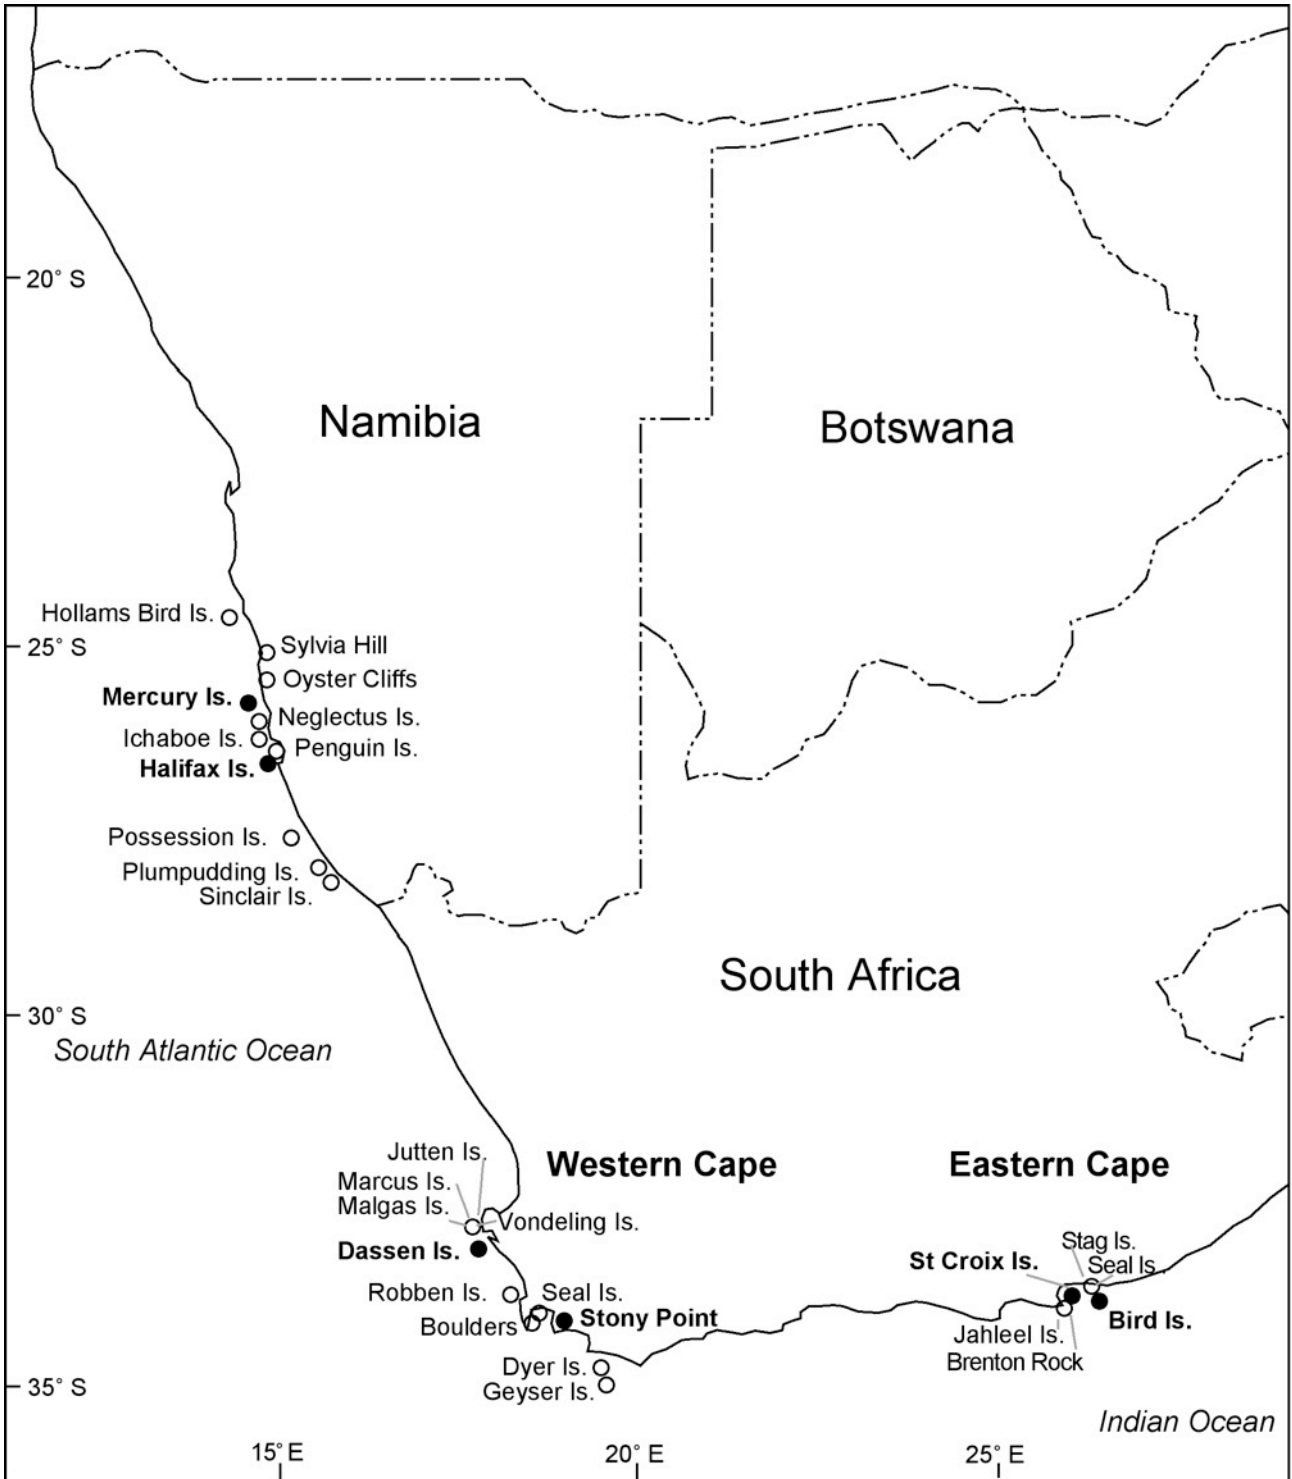 20° S
Namibia
Botswana
Hollams Bird Is.
25° S
Sylvia Hill
Oyster Cliffs
Mercury Is.
Neglectus Is.
Ichaboe Is.
Penguin Is.
Halifax Is.
Possession Is.
Plumpudding Is.
Sinclair Is.
South Africa
30° S
South Atlantic Ocean
Jutten Is.
Western Cape
Eastern Cape
Marcus Is.
Malgas Is.
Vondeling Is.
Dassen Is.
Stag Is.
St Croix Is.
Seal Is.
Robben Is.
Seal Is.
Stony Point
Bird Is.
Boulders
Jahleel Is.
Brenton Rock
Dyer Is.
Geyser Is.
35° S
Indian Ocean
15° E
20° E
25° E